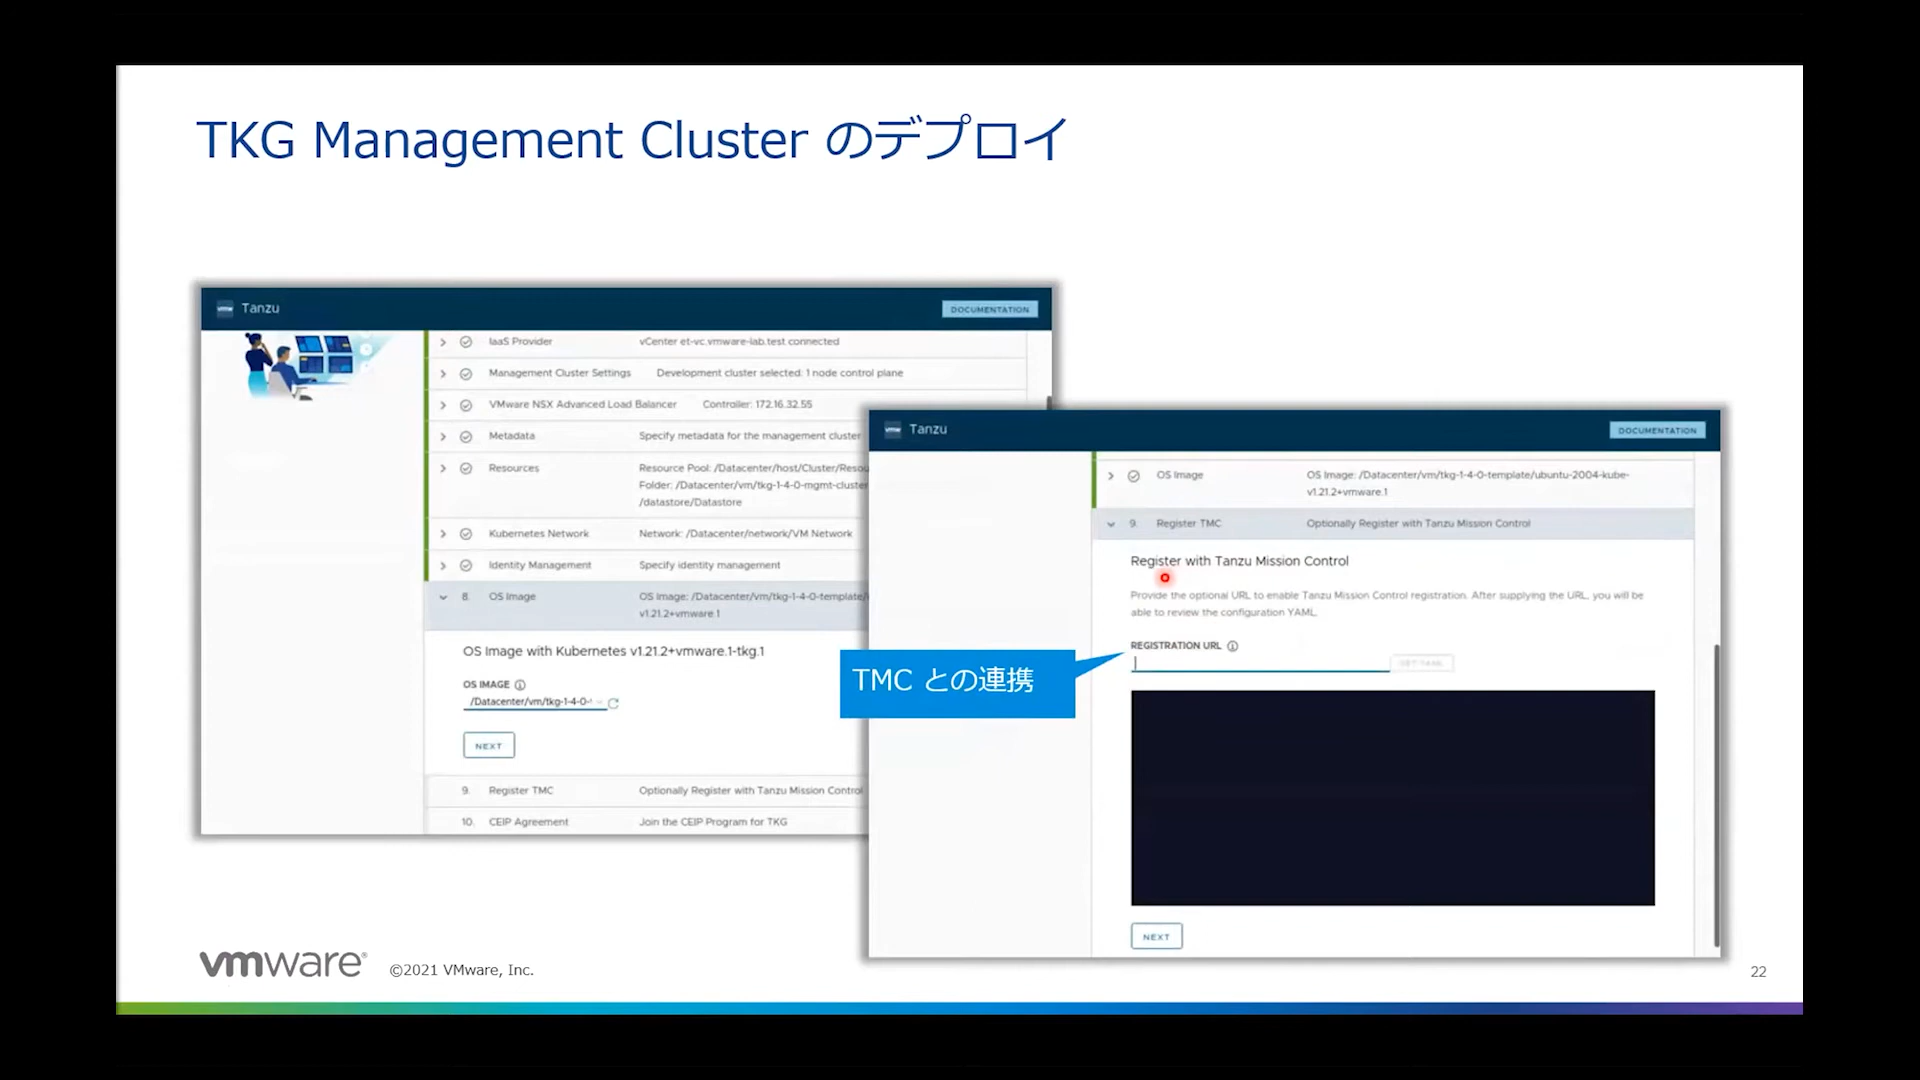 TKG Management Cluster のデプロイ
vmw Tanzu
DOCUMENTATION
IaaS Provider vCenter et-vc.vmware-lab.test connected
Management Cluster Settings Development cluster selected: 1 node control plane
VMware NSX Advanced Load Balancer Controller: 172.16.32.55
Metadata Specify metadata for the management cluster
Resources Resource Pool: /Datacenter/host/Cluster/Resou
Folder: /Datacenter/vm/tkg-1-4-0-mgmt-cluster
/datastore/Datastore
Kubernetes Network Network: /Datacenter/network/VM Network
Identity Management Specify identity management
8. OS Image OS Image: /Datacenter/vm/tkg-1-4-0-template/
v1.21.2+vmware.1
OS Image with Kubernetes v1.21.2+vmware.1-tkg.1
OS IMAGE
/Datacenter/vm/tkg-1-4-0-
NEXT
9. Register TMC Optionally Register with Tanzu Mission Control
10. CEIP Agreement Join the CEIP Program for TKG
vmw Tanzu
DOCUMENTATION
OS Image OS Image: /Datacenter/vm/tkg-1-4-0-template/ubuntu-2004-kube-
v1.21.2+vmware.1
9. Register TMC Optionally Register with Tanzu Mission Control
Register with Tanzu Mission Control
Provide the optional URL to enable Tanzu Mission Control registration. After supplying the URL, you will be
able to review the configuration YAML.
REGISTRATION URL
GET YAML
TMC との連携
NEXT
vmware® ©2021 VMware, Inc.
22